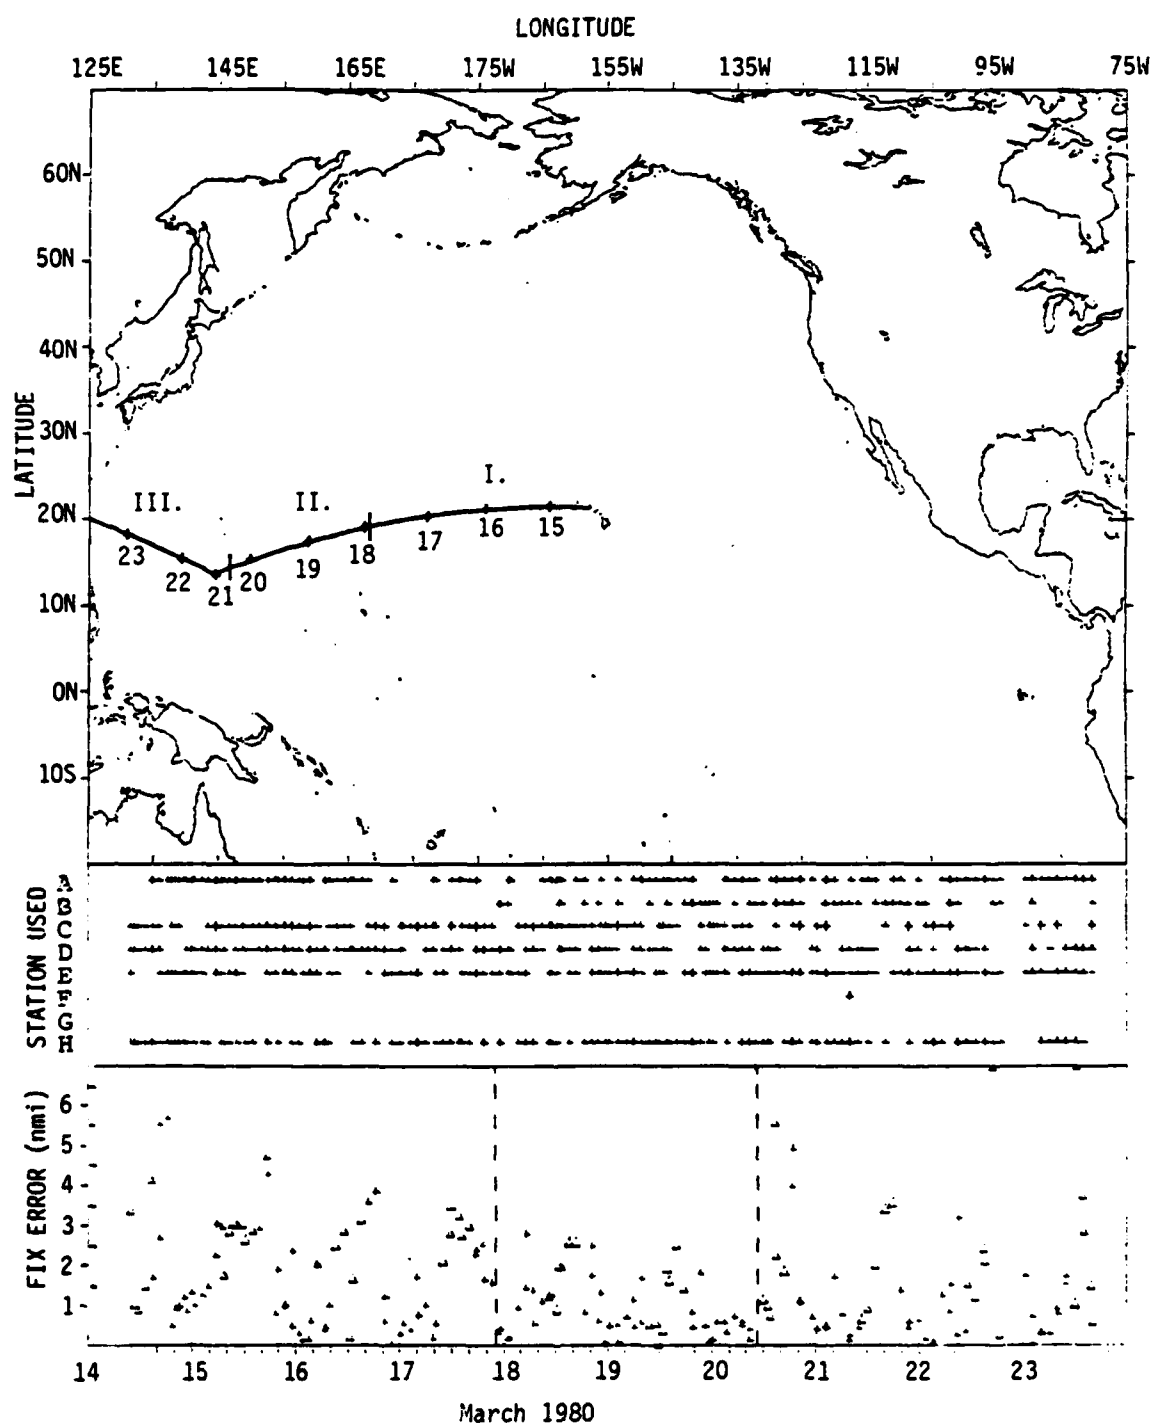 LONGITUDE
125E 145E 165E 175W 155W 135W 115W 95W 75W
LATITUDE
60N
50N
40N
30N
20N
10N
0N
10S
I.
II.
III.
23 22 21 20 19 18 17 16 15
STATION USED
A
B
C
D
E
F
G
H
FIX ERROR (nmi)
6
5
4
3
2
1
14 15 16 17 18 19 20 21 22 23
March 1980